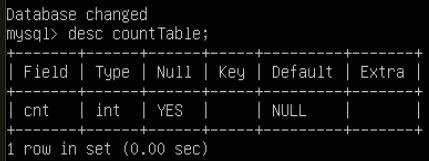 Database changed
mysql> desc countTable;
+-------+------+------+-----+---------+-------+
| Field | Type | Null | Key | Default | Extra |
+-------+------+------+-----+---------+-------+
| cnt | int | YES | | NULL | |
+-------+------+------+-----+---------+-------+
1 row in set (0.00 sec)